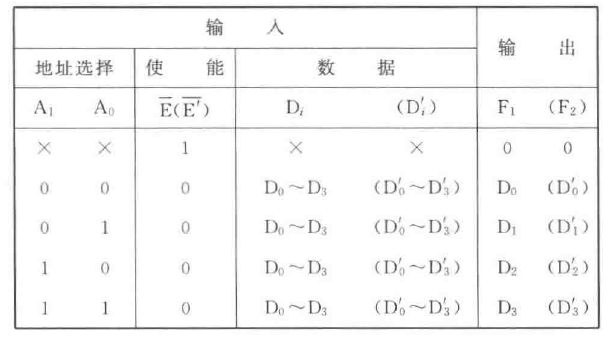 输 入 输 出
地址选择 使 能 数 据
A₁ A₀ E̅(E̅′) Dᵢ (D′ᵢ) F₁ (F₂)
× × 1 × × 0 0
0 0 0 D₀～D₃ (D′₀～D′₃) D₀ (D′₀)
0 1 0 D₀～D₃ (D′₀～D′₃) D₁ (D′₁)
1 0 0 D₀～D₃ (D′₀～D′₃) D₂ (D′₂)
1 1 0 D₀～D₃ (D′₀～D′₃) D₃ (D′₃)